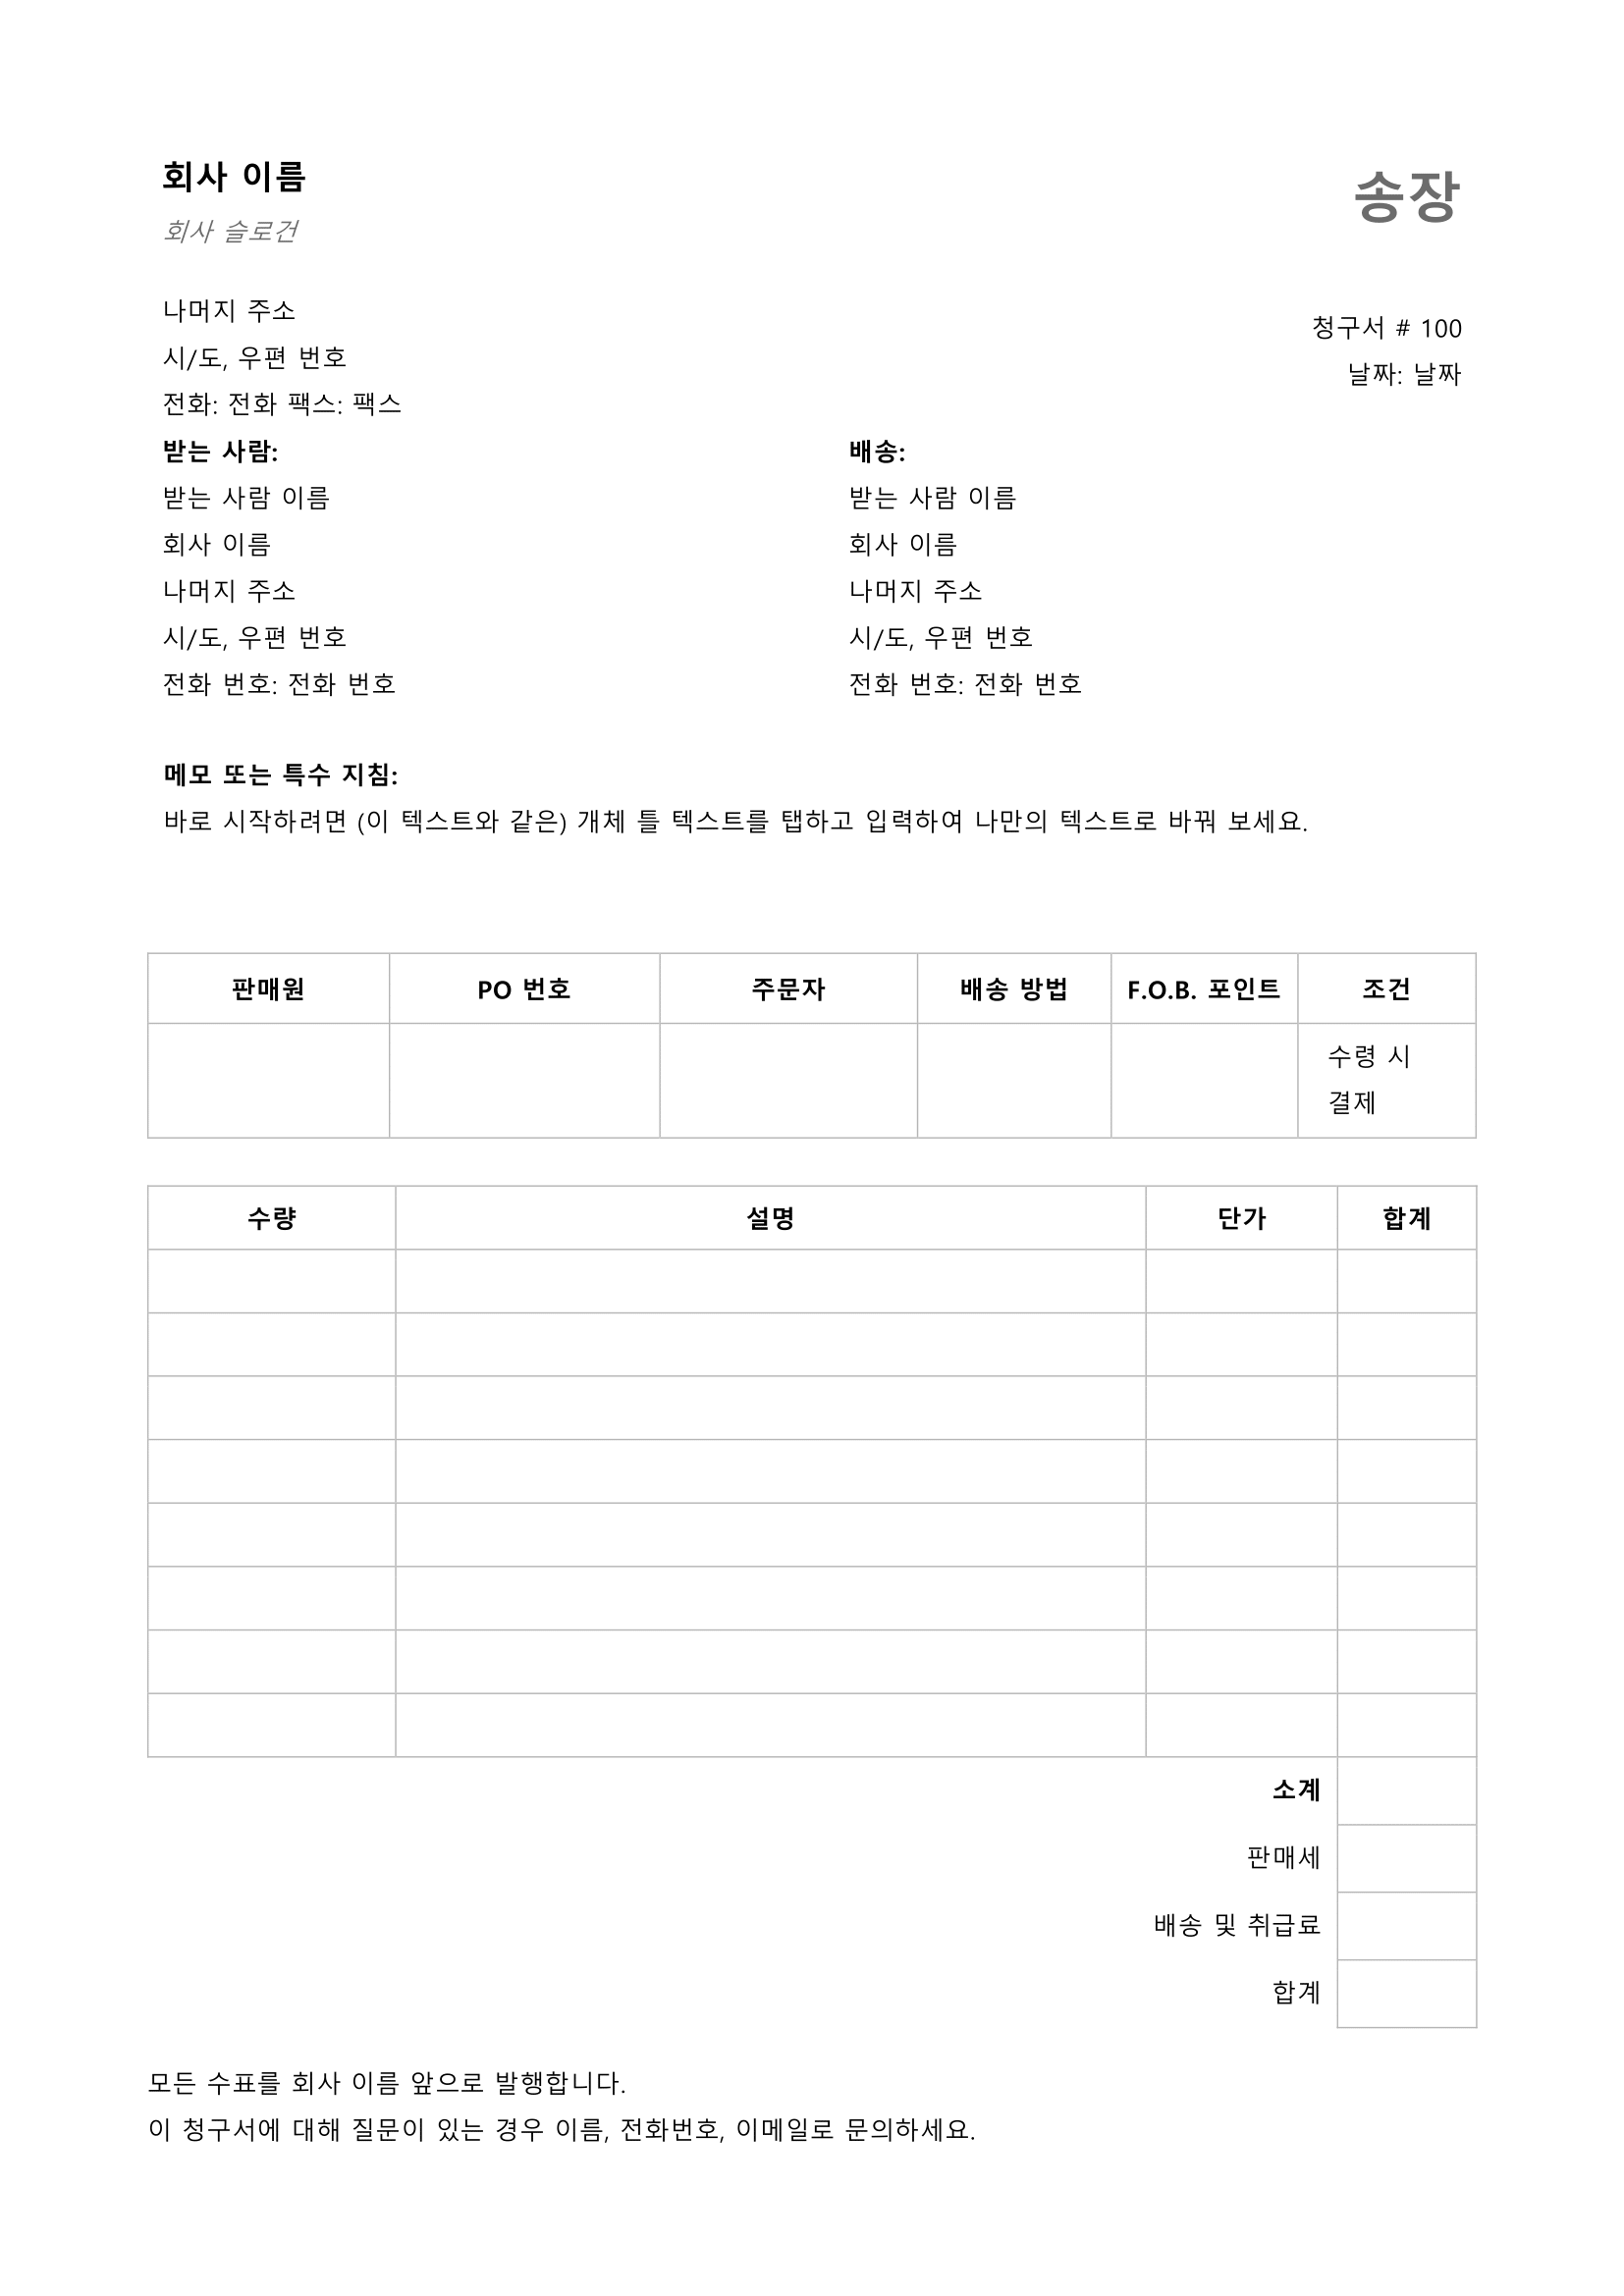 회사 이름
송장
회사 슬로건
나머지 주소
시/도, 우편 번호
전화: 전화 팩스: 팩스
청구서 # 100
날짜: 날짜
받는 사람:
받는 사람 이름
회사 이름
나머지 주소
시/도, 우편 번호
전화 번호: 전화 번호
배송:
받는 사람 이름
회사 이름
나머지 주소
시/도, 우편 번호
전화 번호: 전화 번호
메모 또는 특수 지침:
바로 시작하려면 (이 텍스트와 같은) 개체 틀 텍스트를 탭하고 입력하여 나만의 텍스트로 바꿔 보세요.
판매원 PO 번호 주문자 배송 방법 F.O.B. 포인트 조건
수령 시
결제
수량 설명 단가 합계
소계
판매세
배송 및 취급료
합계
모든 수표를 회사 이름 앞으로 발행합니다.
이 청구서에 대해 질문이 있는 경우 이름, 전화번호, 이메일로 문의하세요.